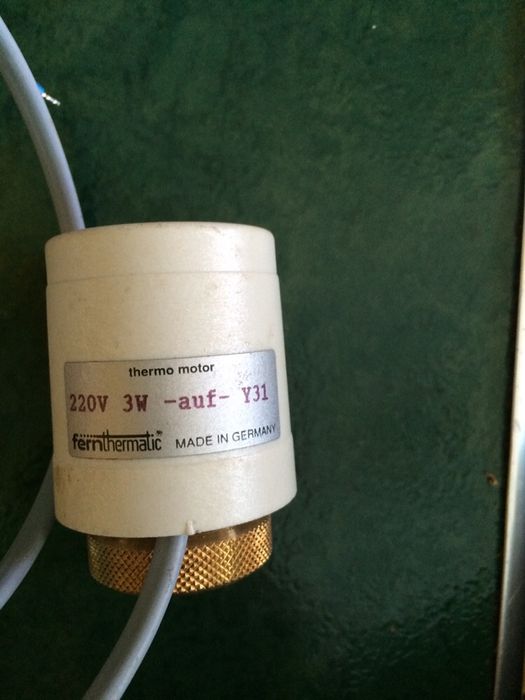 thermo motor
220V 3W -auf- Y31
fernthermatic MADE IN GERMANY